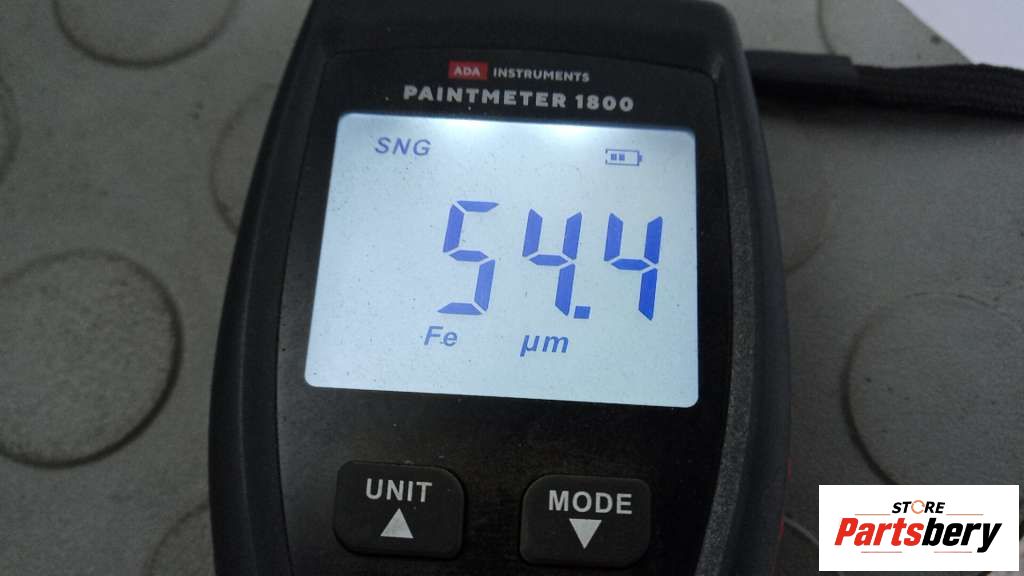 ADA INSTRUMENTS
PAINTMETER 1800
SNG
54.4
Fe µm
UNIT MODE
STORE
Partsbery